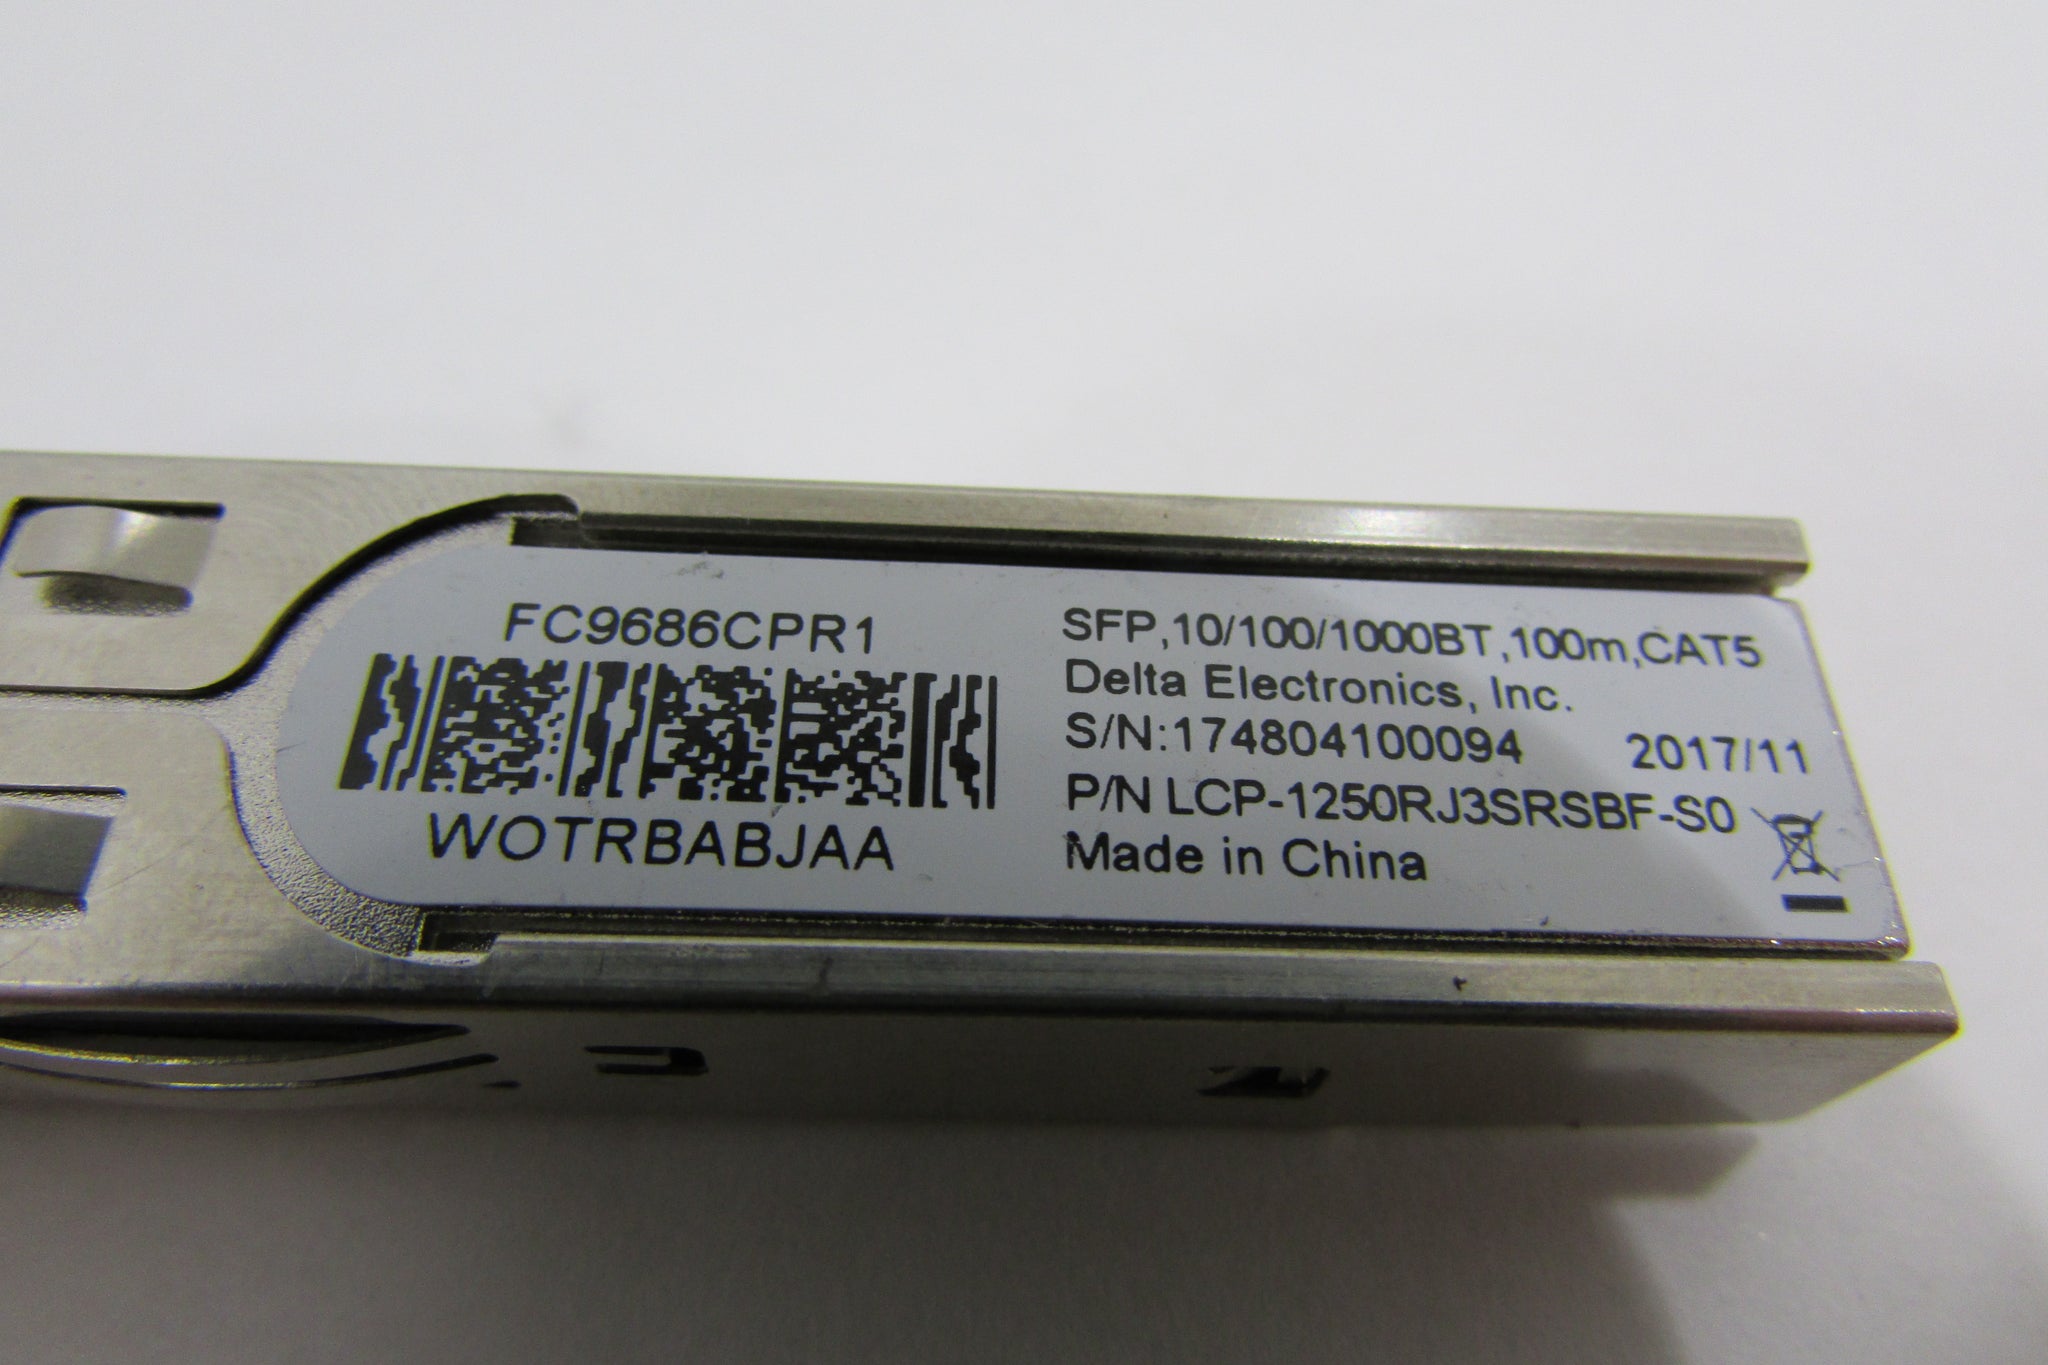 FC9686CPR1
WOTRBABJAA
SFP,10/100/1000BT,100m,CAT5
Delta Electronics, Inc.
S/N:174804100094 2017/11
P/N LCP-1250RJ3SRSBF-S0
Made in China